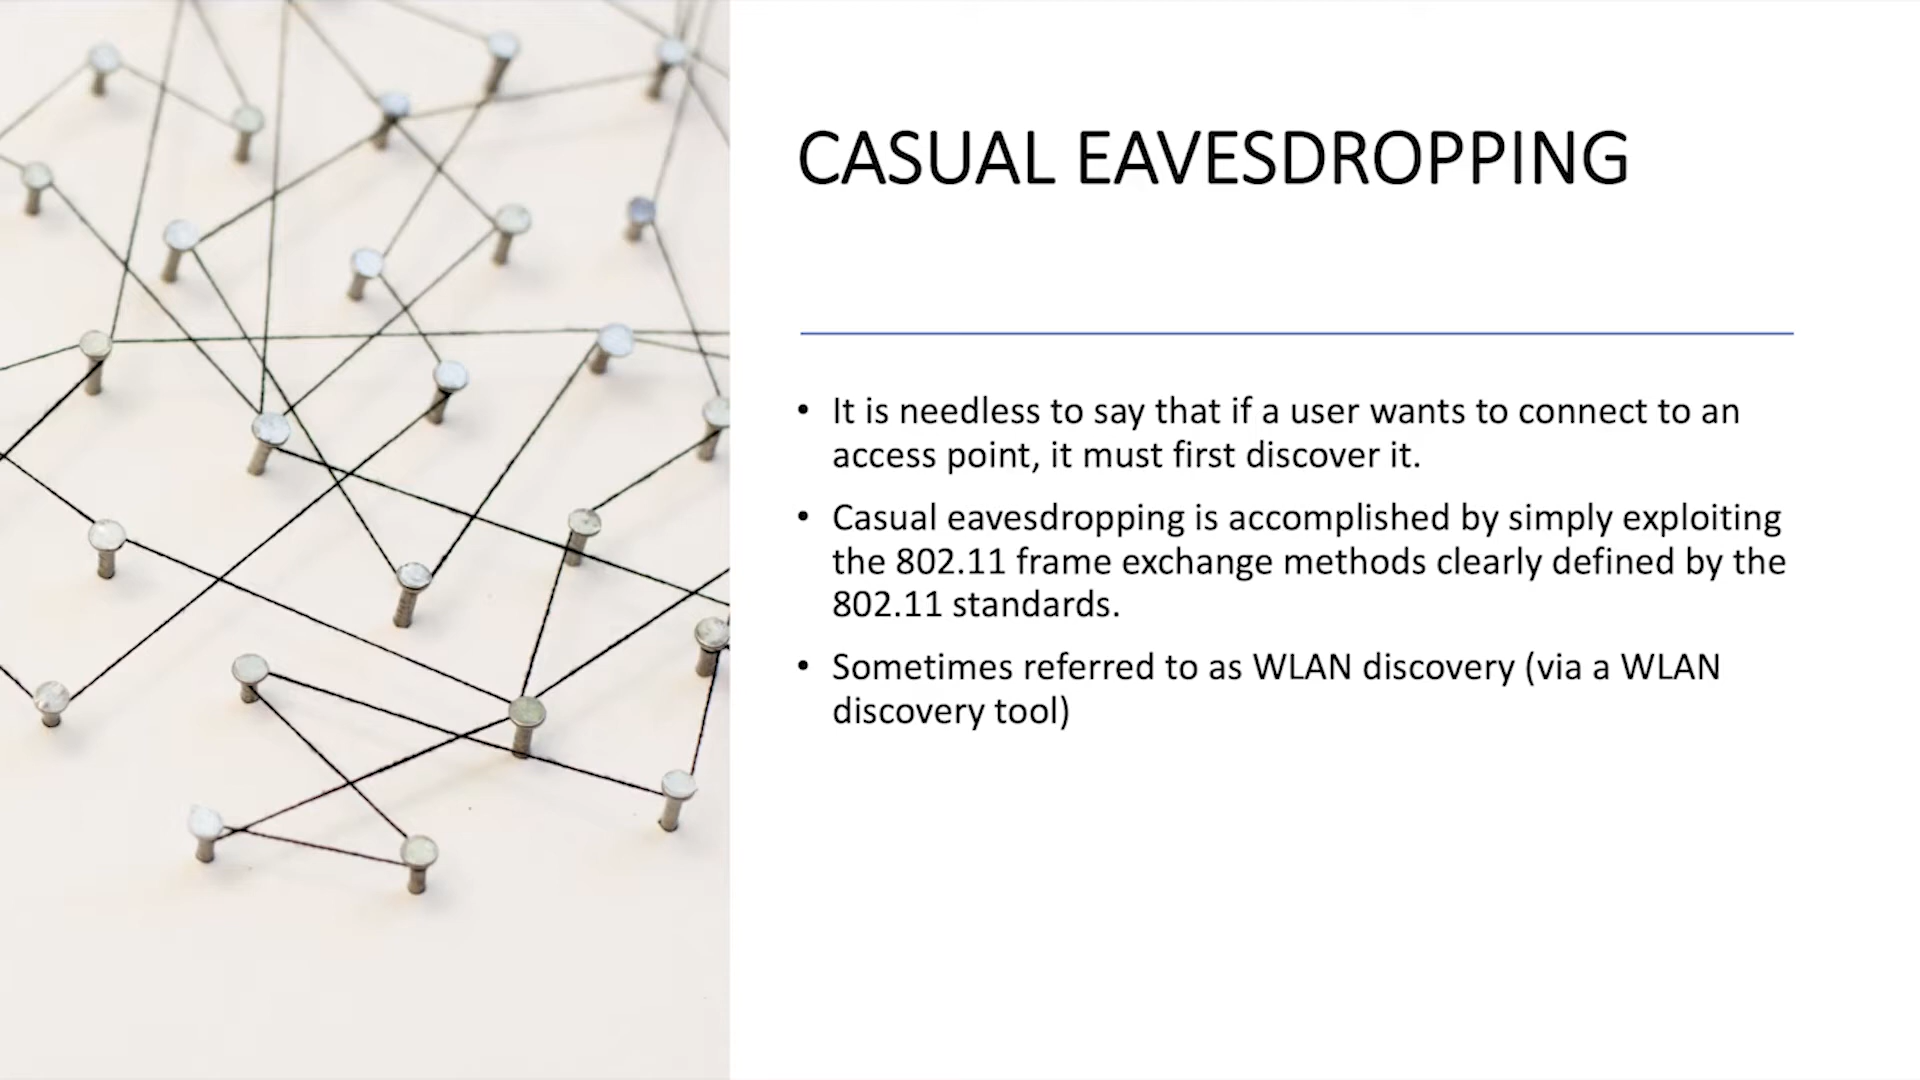 CASUAL EAVESDROPPING
• It is needless to say that if a user wants to connect to an
access point, it must first discover it.
• Casual eavesdropping is accomplished by simply exploiting
the 802.11 frame exchange methods clearly defined by the
802.11 standards.
• Sometimes referred to as WLAN discovery (via a WLAN
discovery tool)